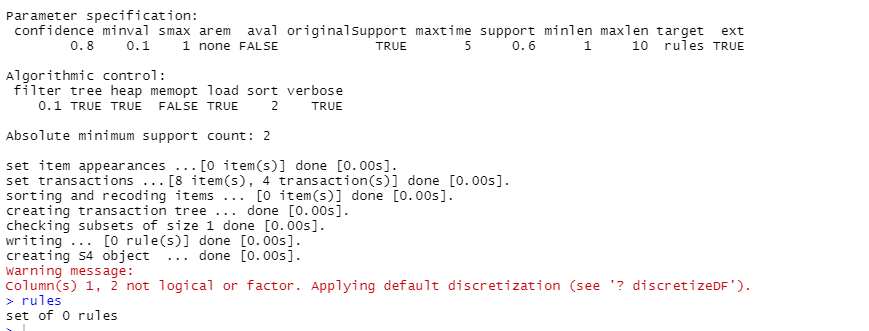 Parameter specification:
confidence minval smax arem aval originalSupport maxtime support minlen maxlen target ext
0.8 0.1 1 none FALSE TRUE 5 0.6 1 10 rules TRUE
Algorithmic control:
filter tree heap memopt load sort verbose
0.1 TRUE TRUE FALSE TRUE 2 TRUE
Absolute minimum support count: 2
set item appearances ...[0 item(s)] done [0.00s].
set transactions ...[8 item(s), 4 transaction(s)] done [0.00s].
sorting and recoding items ... [0 item(s)] done [0.00s].
creating transaction tree ... done [0.00s].
checking subsets of size 1 done [0.00s].
writing ... [0 rule(s)] done [0.00s].
creating S4 object  ... done [0.00s].
Warning message:
Column(s) 1, 2 not logical or factor. Applying default discretization (see '? discretizeDF').
> rules
set of 0 rules
>